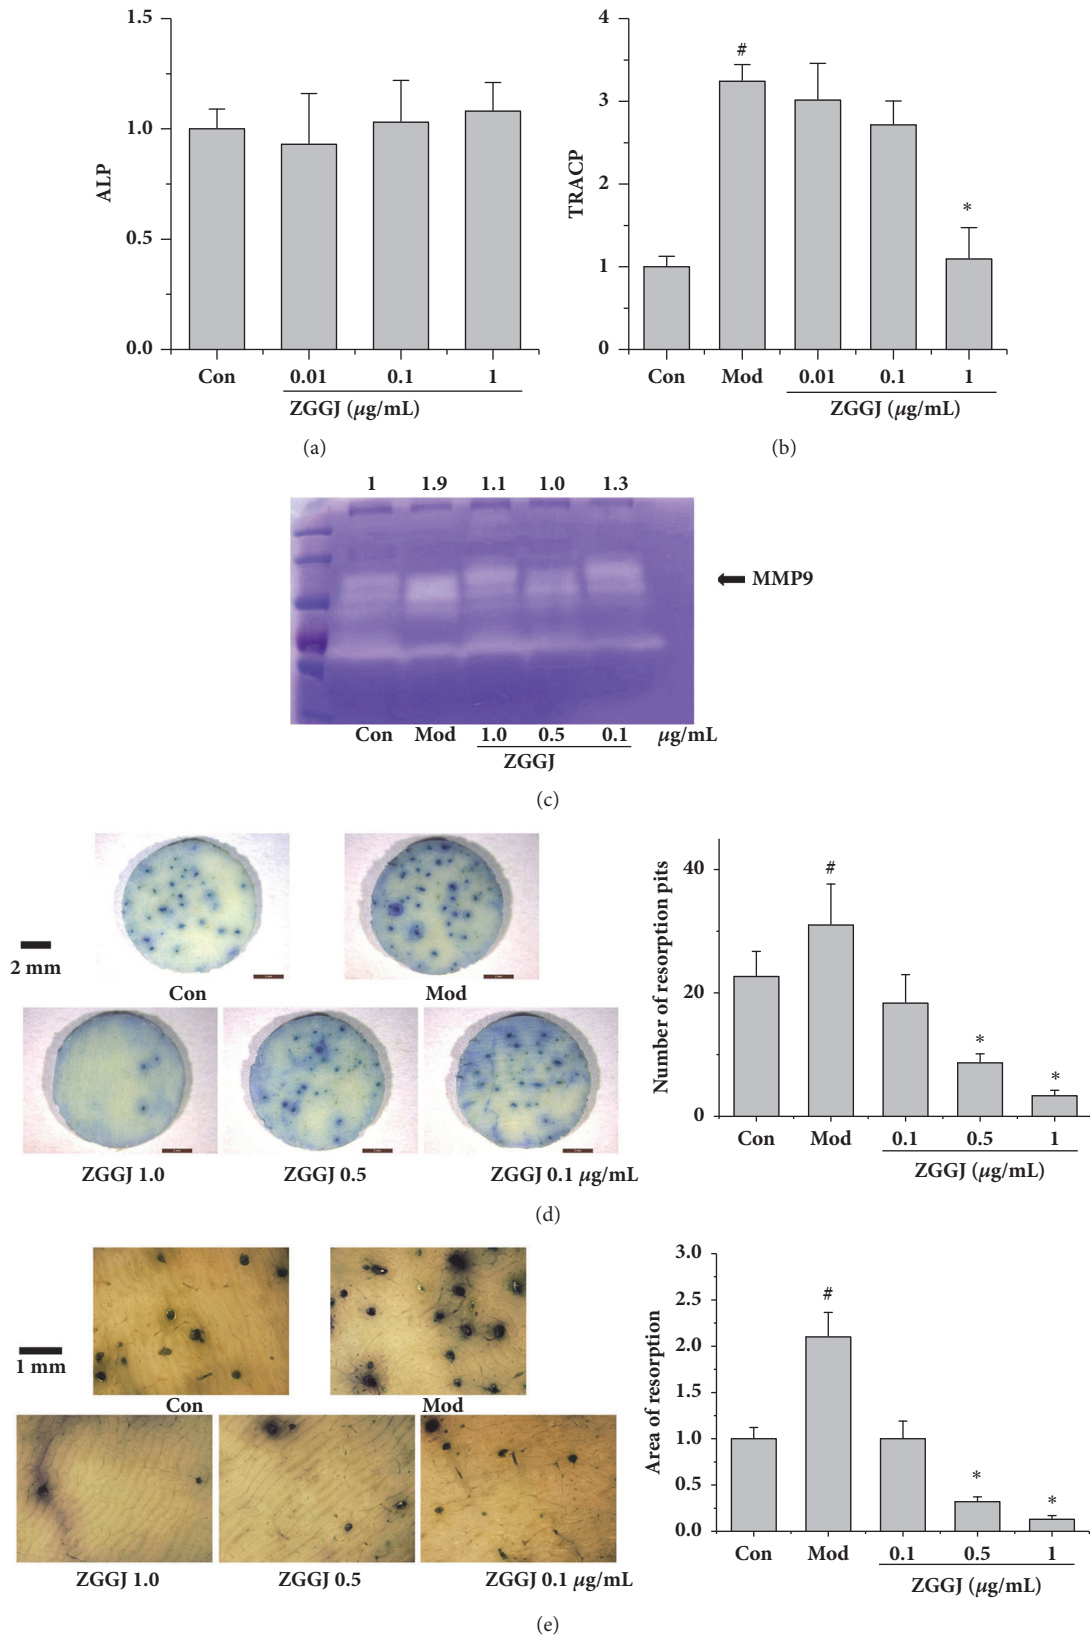 1.5
1.0
0.5
0.0
ALP
Con
0.01
0.1
1
ZGGJ (μg/mL)
(a)
4
3
2
1
0
TRACP
#
*
Con
Mod
0.01
0.1
1
ZGGJ (μg/mL)
(b)
1 1.9 1.1 1.0 1.3
MMP9
Con Mod 1.0 0.5 0.1 μg/mL
ZGGJ
(c)
2 mm
Con
Mod
ZGGJ 1.0
ZGGJ 0.5
ZGGJ 0.1 μg/mL
40
20
0
Number of resorption pits
#
*
*
Con
Mod
0.1
0.5
1
ZGGJ (μg/mL)
(d)
1 mm
Con
Mod
ZGGJ 1.0
ZGGJ 0.5
ZGGJ 0.1 μg/mL
3.0
2.5
2.0
1.5
1.0
0.5
0.0
Area of resorption
#
*
*
Con
Mod
0.1
0.5
1
ZGGJ (μg/mL)
(e)